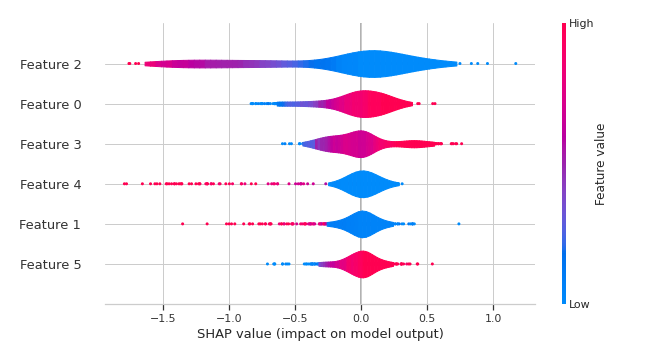 High
Feature 2
Feature 0
Feature 3
Feature 4
Feature 1
Feature 5
Feature value
Low
−1.5 −1.0 −0.5 0.0 0.5 1.0
SHAP value (impact on model output)